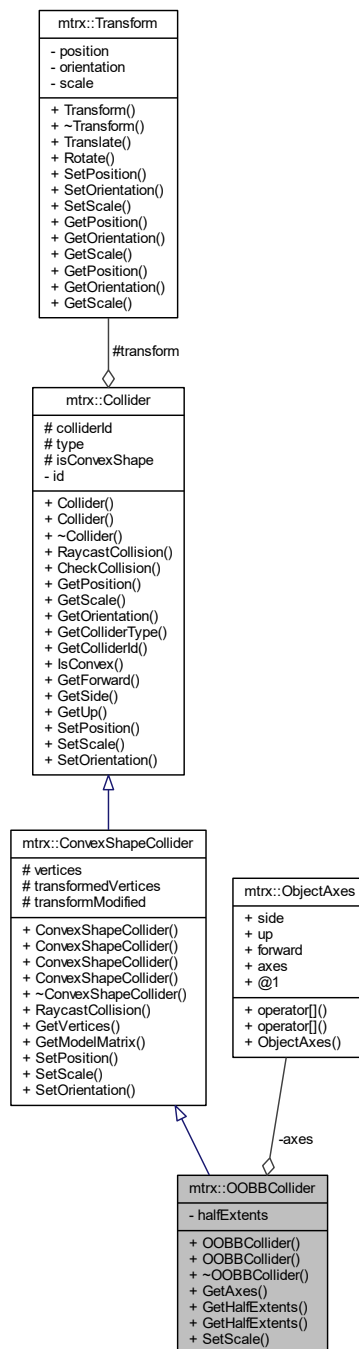 mtrx::Transform
- position
- orientation
- scale
+ Transform()
+ ~Transform()
+ Translate()
+ Rotate()
+ SetPosition()
+ SetOrientation()
+ SetScale()
+ GetPosition()
+ GetOrientation()
+ GetScale()
+ GetPosition()
+ GetOrientation()
+ GetScale()
#transform
mtrx::Collider
# colliderId
# type
# isConvexShape
- id
+ Collider()
+ Collider()
+ ~Collider()
+ RaycastCollision()
+ CheckCollision()
+ GetPosition()
+ GetScale()
+ GetOrientation()
+ GetColliderType()
+ GetColliderId()
+ IsConvex()
+ GetForward()
+ GetSide()
+ GetUp()
+ SetPosition()
+ SetScale()
+ SetOrientation()
mtrx::ConvexShapeCollider
# vertices
# transformedVertices
# transformModified
+ ConvexShapeCollider()
+ ConvexShapeCollider()
+ ConvexShapeCollider()
+ ConvexShapeCollider()
+ ~ConvexShapeCollider()
+ RaycastCollision()
+ GetVertices()
+ GetModelMatrix()
+ SetPosition()
+ SetScale()
+ SetOrientation()
mtrx::ObjectAxes
+ side
+ up
+ forward
+ axes
+ @1
+ operator[]()
+ operator[]()
+ ObjectAxes()
-axes
mtrx::OOBBCollider
- halfExtents
+ OOBBCollider()
+ OOBBCollider()
+ ~OOBBCollider()
+ GetAxes()
+ GetHalfExtents()
+ GetHalfExtents()
+ SetScale()